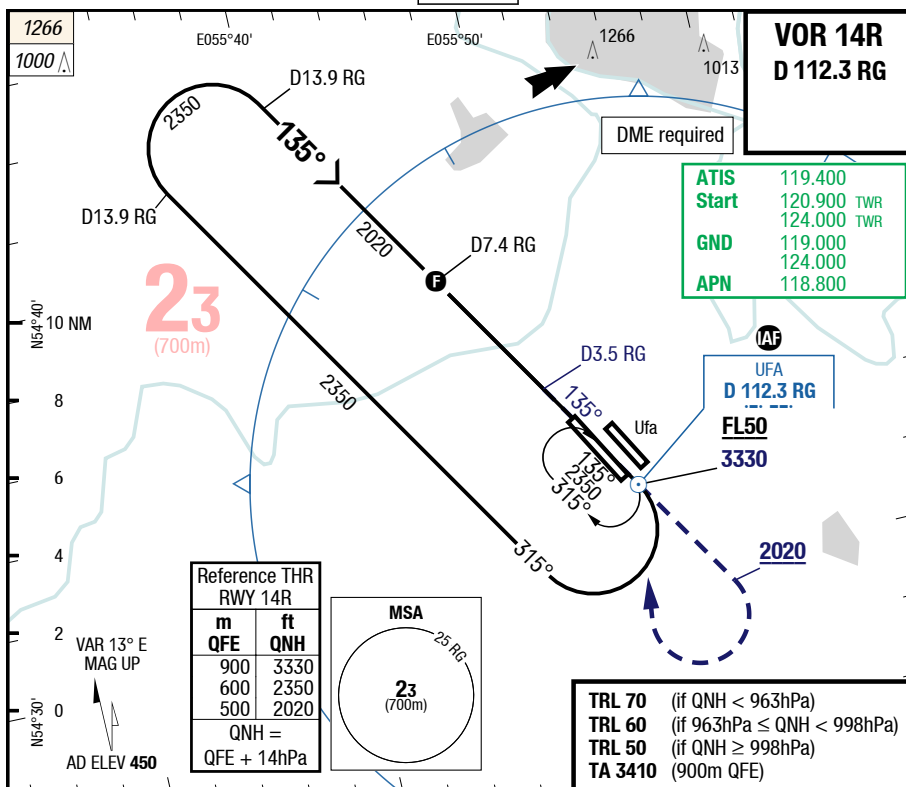 1266
1000
E055°40'
E055°50'
1266
1013
VOR 14R
D 112.3 RG
DME required
ATIS 119.400
Start 120.900 TWR
124.000 TWR
GND 119.000
124.000
APN 118.800
D13.9 RG
2350
135°
D13.9 RG
2020
D7.4 RG
F
23
(700m)
N54°40'
10 NM
D3.5 RG
IAF
UFA
D 112.3 RG
FL50
3330
2350
135°
Ufa
8
6
135°
2350
315°
315°
2020
4
2
0
N54°30'
VAR 13° E
MAG UP
AD ELEV 450
Reference THR
RWY 14R
m ft
QFE QNH
900 3330
600 2350
500 2020
QNH =
QFE + 14hPa
MSA
25 RG
23
(700m)
TRL 70 (if QNH < 963hPa)
TRL 60 (if 963hPa ≤ QNH < 998hPa)
TRL 50 (if QNH ≥ 998hPa)
TA 3410 (900m QFE)